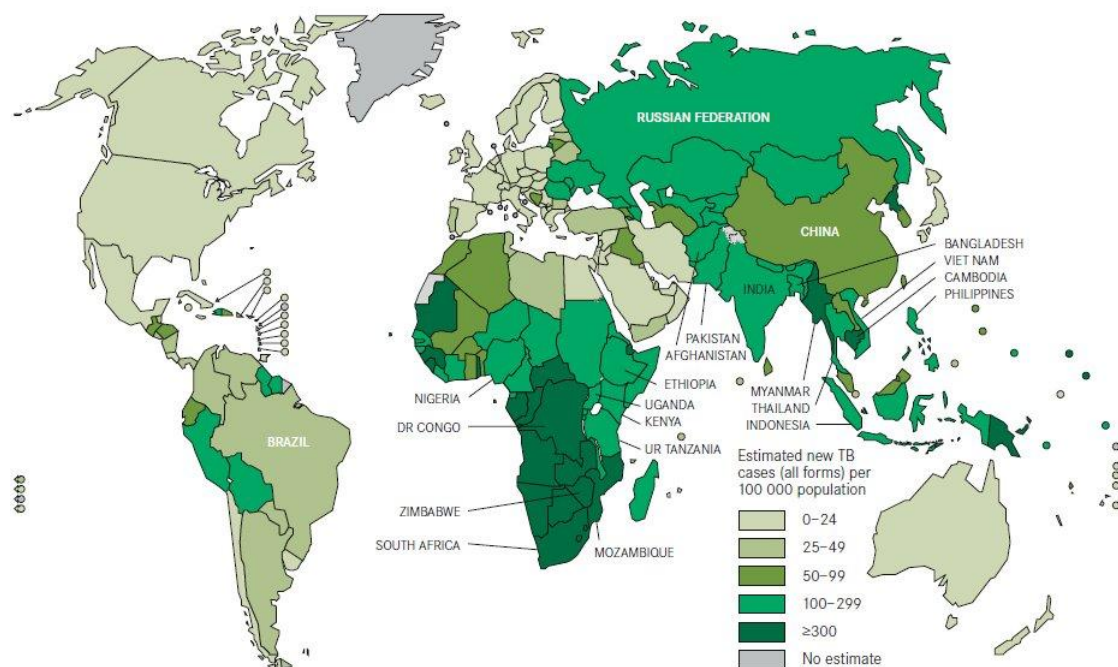 RUSSIAN FEDERATION
CHINA
BANGLADESH
VIET NAM
CAMBODIA
PHILIPPINES
INDIA
PAKISTAN
AFGHANISTAN
ETHIOPIA
NIGERIA
UGANDA
KENYA
DR CONGO
UR TANZANIA
MYANMAR
THAILAND
INDONESIA
BRAZIL
ZIMBABWE
SOUTH AFRICA
MOZAMBIQUE
Estimated new TB
cases (all forms) per
100 000 population
0–24
25–49
50–99
100–299
≥300
No estimate